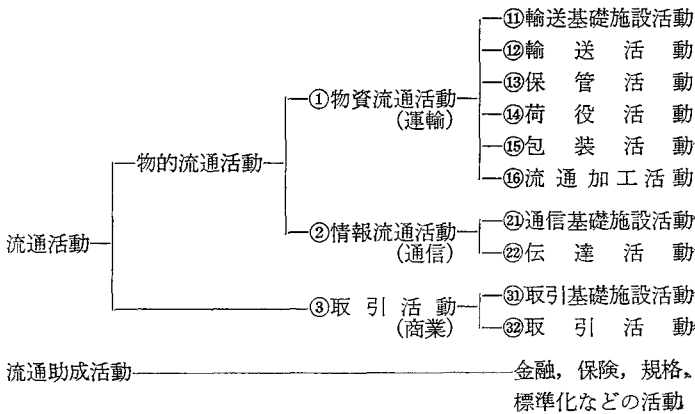 ⑪輸送基礎施設活動
⑫輸送活動
⑬保管活動
①物資流通活動
(運輸)
⑭荷役活動
⑮包装活動
物的流通活動
⑯流通加工活動
②情報流通活動
(通信)
㉑通信基礎施設活動
㉒伝達活動
流通活動
③取引活動
(商業)
㉛取引基礎施設活動
㉜取引活動
流通助成活動
金融，保険，規格，
標準化などの活動